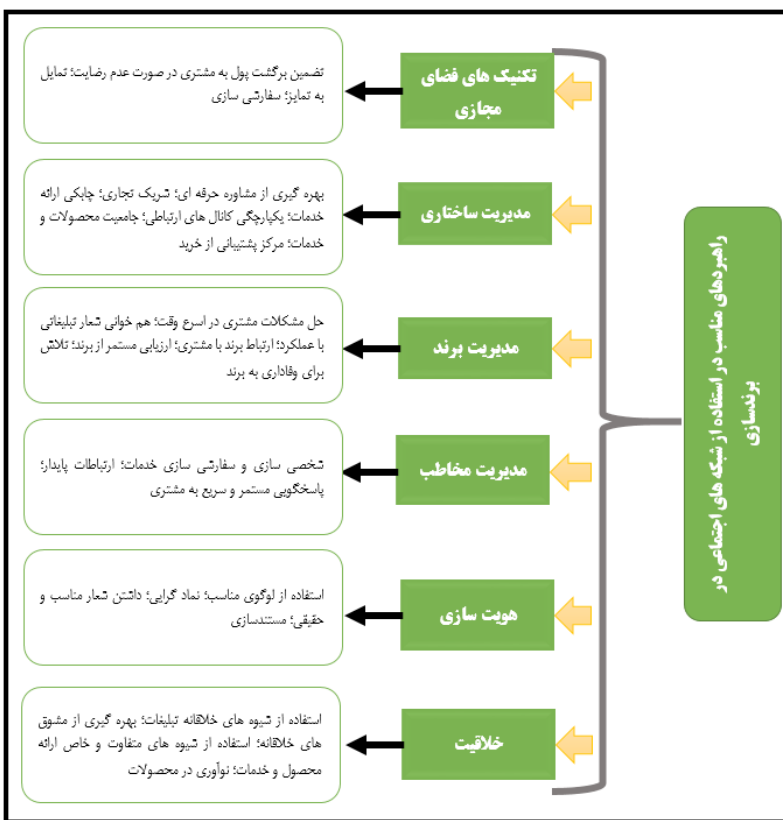 راهبردهای مناسب در استفاده از شبکه های اجتماعی در
برندسازی
تکنیک های فضای
مجازی
تضمین برگشت پول به مشتری در صورت عدم رضایت؛ تمایل
به تمایز؛ سفارشی سازی
مدیریت ساختاری
بهره گیری از مشاوره حرفه ای؛ شریک تجاری؛ چابکی ارائه
خدمات؛ یکپارچگی کانال های ارتباطی؛ جامعیت محصولات و
خدمات؛ مرکز پشتیبانی از خرید
مدیریت برند
حل مشکلات مشتری در اسرع وقت؛ هم خوانی شعار تبلیغاتی
با عملکرد؛ ارتباط برند با مشتری؛ ارزیابی مستمر از برند؛ تلاش
برای وفاداری به برند
مدیریت مخاطب
شخصی سازی و سفارشی سازی خدمات؛ ارتباطات پایدار؛
پاسخگویی مستمر و سریع به مشتری
هویت سازی
استفاده از لوگوی مناسب؛ نماد گرایی؛ داشتن شعار مناسب و
حقیقی؛ مستندسازی
خلاقیت
استفاده از شیوه های خلاقانه تبلیغات؛ بهره گیری از مشوق
های خلاقانه؛ استفاده از شیوه های متفاوت و خاص ارائه
محصول و خدمات؛ نوآوری در محصولات